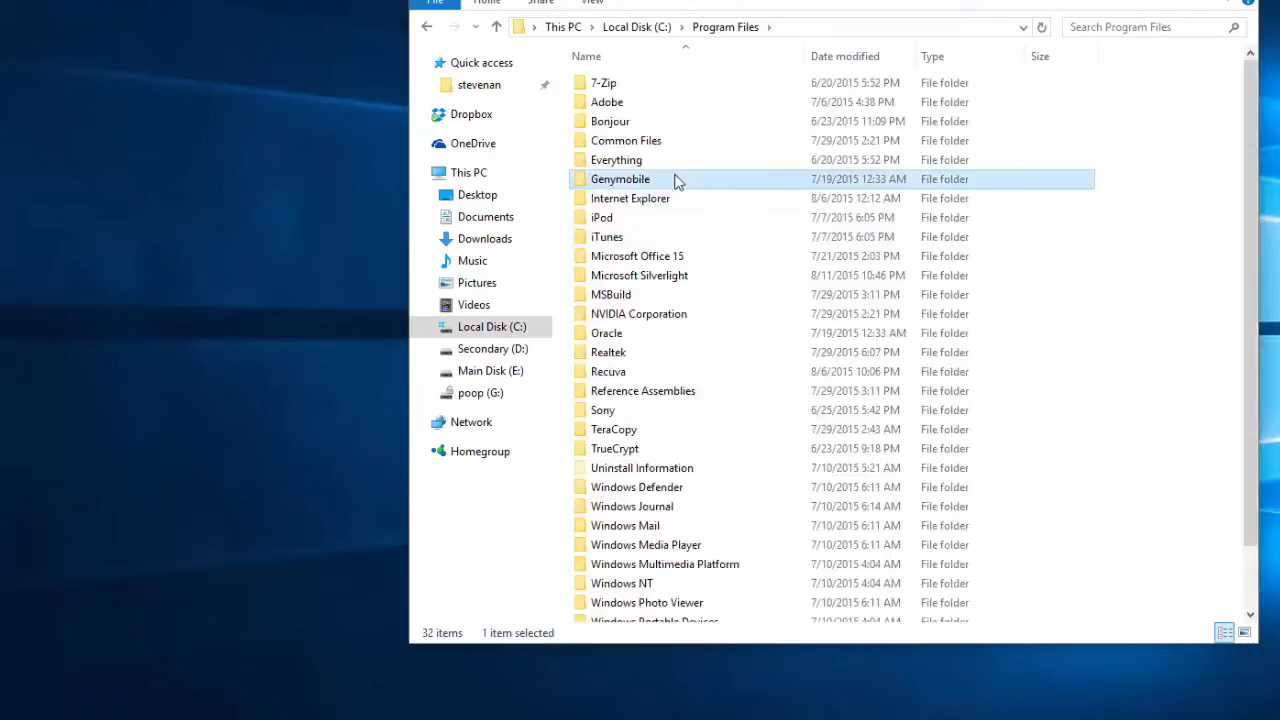 File Home Share View
This PC > Local Disk (C:) > Program Files > Search Program Files
Name Date modified Type Size
Quick access
stevenan
Dropbox
OneDrive
This PC
Desktop
Documents
Downloads
Music
Pictures
Videos
Local Disk (C:)
Secondary (D:)
Main Disk (E:)
poop (G:)
Network
Homegroup
7-Zip 6/20/2015 5:52 PM File folder
Adobe 7/6/2015 4:38 PM File folder
Bonjour 6/23/2015 11:09 PM File folder
Common Files 7/29/2015 2:21 PM File folder
Everything 6/20/2015 5:52 PM File folder
Genymobile 7/19/2015 12:33 AM File folder
Internet Explorer 8/6/2015 12:12 AM File folder
iPod 7/7/2015 6:05 PM File folder
iTunes 7/7/2015 6:05 PM File folder
Microsoft Office 15 7/21/2015 2:03 PM File folder
Microsoft Silverlight 8/11/2015 10:46 PM File folder
MSBuild 7/29/2015 3:11 PM File folder
NVIDIA Corporation 7/29/2015 2:21 PM File folder
Oracle 7/19/2015 12:33 AM File folder
Realtek 7/29/2015 6:07 PM File folder
Recuva 8/6/2015 10:06 PM File folder
Reference Assemblies 7/29/2015 3:11 PM File folder
Sony 6/25/2015 5:42 PM File folder
TeraCopy 7/29/2015 2:43 AM File folder
TrueCrypt 6/23/2015 9:18 PM File folder
Uninstall Information 7/10/2015 5:21 AM File folder
Windows Defender 7/10/2015 6:11 AM File folder
Windows Journal 7/10/2015 6:14 AM File folder
Windows Mail 7/10/2015 6:11 AM File folder
Windows Media Player 7/10/2015 6:11 AM File folder
Windows Multimedia Platform 7/10/2015 4:04 AM File folder
Windows NT 7/10/2015 4:04 AM File folder
Windows Photo Viewer 7/10/2015 6:11 AM File folder
Windows Portable Devices 7/10/2015 4:04 AM File folder
32 items 1 item selected